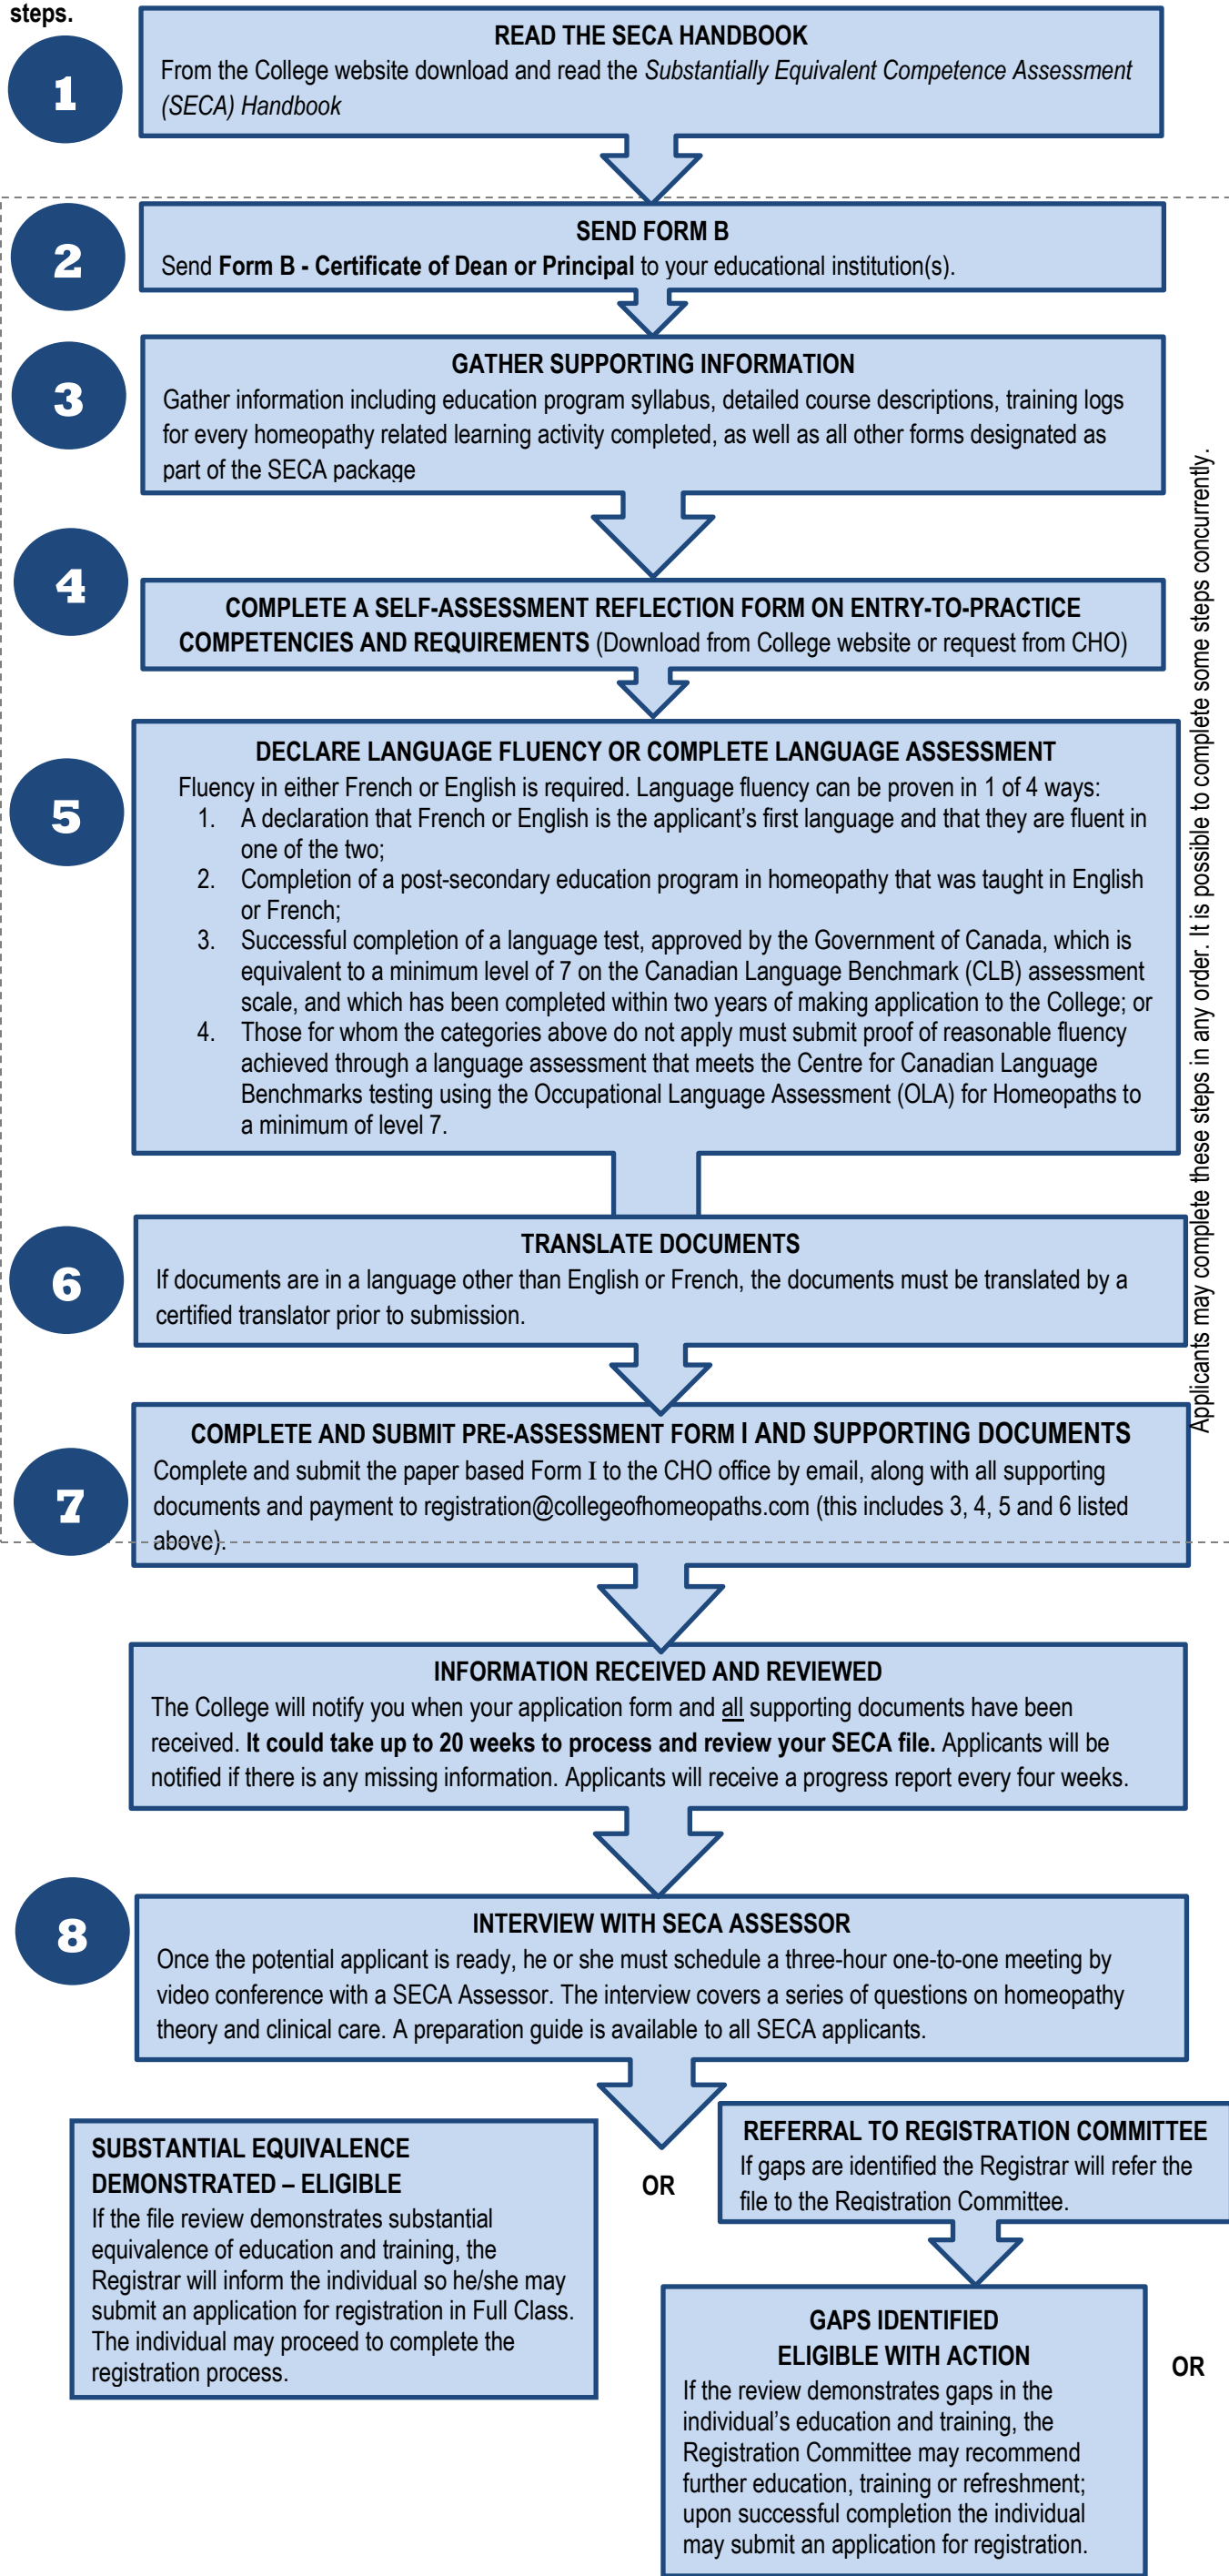 steps.
1
READ THE SECA HANDBOOK
From the College website download and read the Substantially Equivalent Competence Assessment
(SECA) Handbook
2
SEND FORM B
Send Form B - Certificate of Dean or Principal to your educational institution(s).
3
GATHER SUPPORTING INFORMATION
Gather information including education program syllabus, detailed course descriptions, training logs
for every homeopathy related learning activity completed, as well as all other forms designated as
part of the SECA package
4
COMPLETE A SELF-ASSESSMENT REFLECTION FORM ON ENTRY-TO-PRACTICE
COMPETENCIES AND REQUIREMENTS (Download from College website or request from CHO)
5
DECLARE LANGUAGE FLUENCY OR COMPLETE LANGUAGE ASSESSMENT
Fluency in either French or English is required. Language fluency can be proven in 1 of 4 ways:
1. A declaration that French or English is the applicant's first language and that they are fluent in
one of the two;
2. Completion of a post-secondary education program in homeopathy that was taught in English
or French;
3. Successful completion of a language test, approved by the Government of Canada, which is
equivalent to a minimum level of 7 on the Canadian Language Benchmark (CLB) assessment
scale, and which has been completed within two years of making application to the College; or
4. Those for whom the categories above do not apply must submit proof of reasonable fluency
achieved through a language assessment that meets the Centre for Canadian Language
Benchmarks testing using the Occupational Language Assessment (OLA) for Homeopaths to
a minimum of level 7.
6
TRANSLATE DOCUMENTS
If documents are in a language other than English or French, the documents must be translated by a
certified translator prior to submission.
7
COMPLETE AND SUBMIT PRE-ASSESSMENT FORM I AND SUPPORTING DOCUMENTS
Complete and submit the paper based Form I to the CHO office by email, along with all supporting
documents and payment to registration@collegeofhomeopaths.com (this includes 3, 4, 5 and 6 listed
above).
Applicants may complete these steps in any order. It is possible to complete some steps concurrently.
INFORMATION RECEIVED AND REVIEWED
The College will notify you when your application form and all supporting documents have been
received. It could take up to 20 weeks to process and review your SECA file. Applicants will be
notified if there is any missing information. Applicants will receive a progress report every four weeks.
8
INTERVIEW WITH SECA ASSESSOR
Once the potential applicant is ready, he or she must schedule a three-hour one-to-one meeting by
video conference with a SECA Assessor. The interview covers a series of questions on homeopathy
theory and clinical care. A preparation guide is available to all SECA applicants.
SUBSTANTIAL EQUIVALENCE
DEMONSTRATED – ELIGIBLE
If the file review demonstrates substantial
equivalence of education and training, the
Registrar will inform the individual so he/she may
submit an application for registration in Full Class.
The individual may proceed to complete the
registration process.
OR
REFERRAL TO REGISTRATION COMMITTEE
If gaps are identified the Registrar will refer the
file to the Registration Committee.
GAPS IDENTIFIED
ELIGIBLE WITH ACTION
If the review demonstrates gaps in the
individual's education and training, the
Registration Committee may recommend
further education, training or refreshment;
upon successful completion the individual
may submit an application for registration.
OR